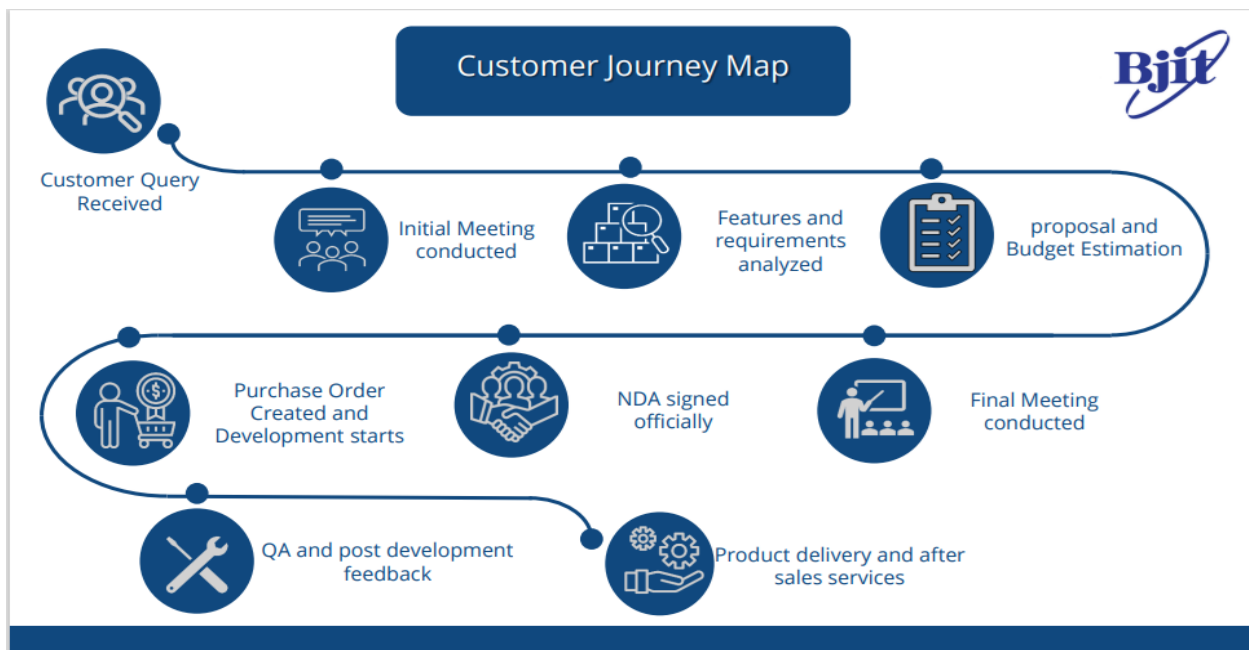 Customer Journey Map
Bjit
Customer Query
Received
Initial Meeting
conducted
Features and
requirements
analyzed
proposal and
Budget Estimation
Final Meeting
conducted
NDA signed
officially
Purchase Order
Created and
Development starts
QA and post development
feedback
Product delivery and after
sales services